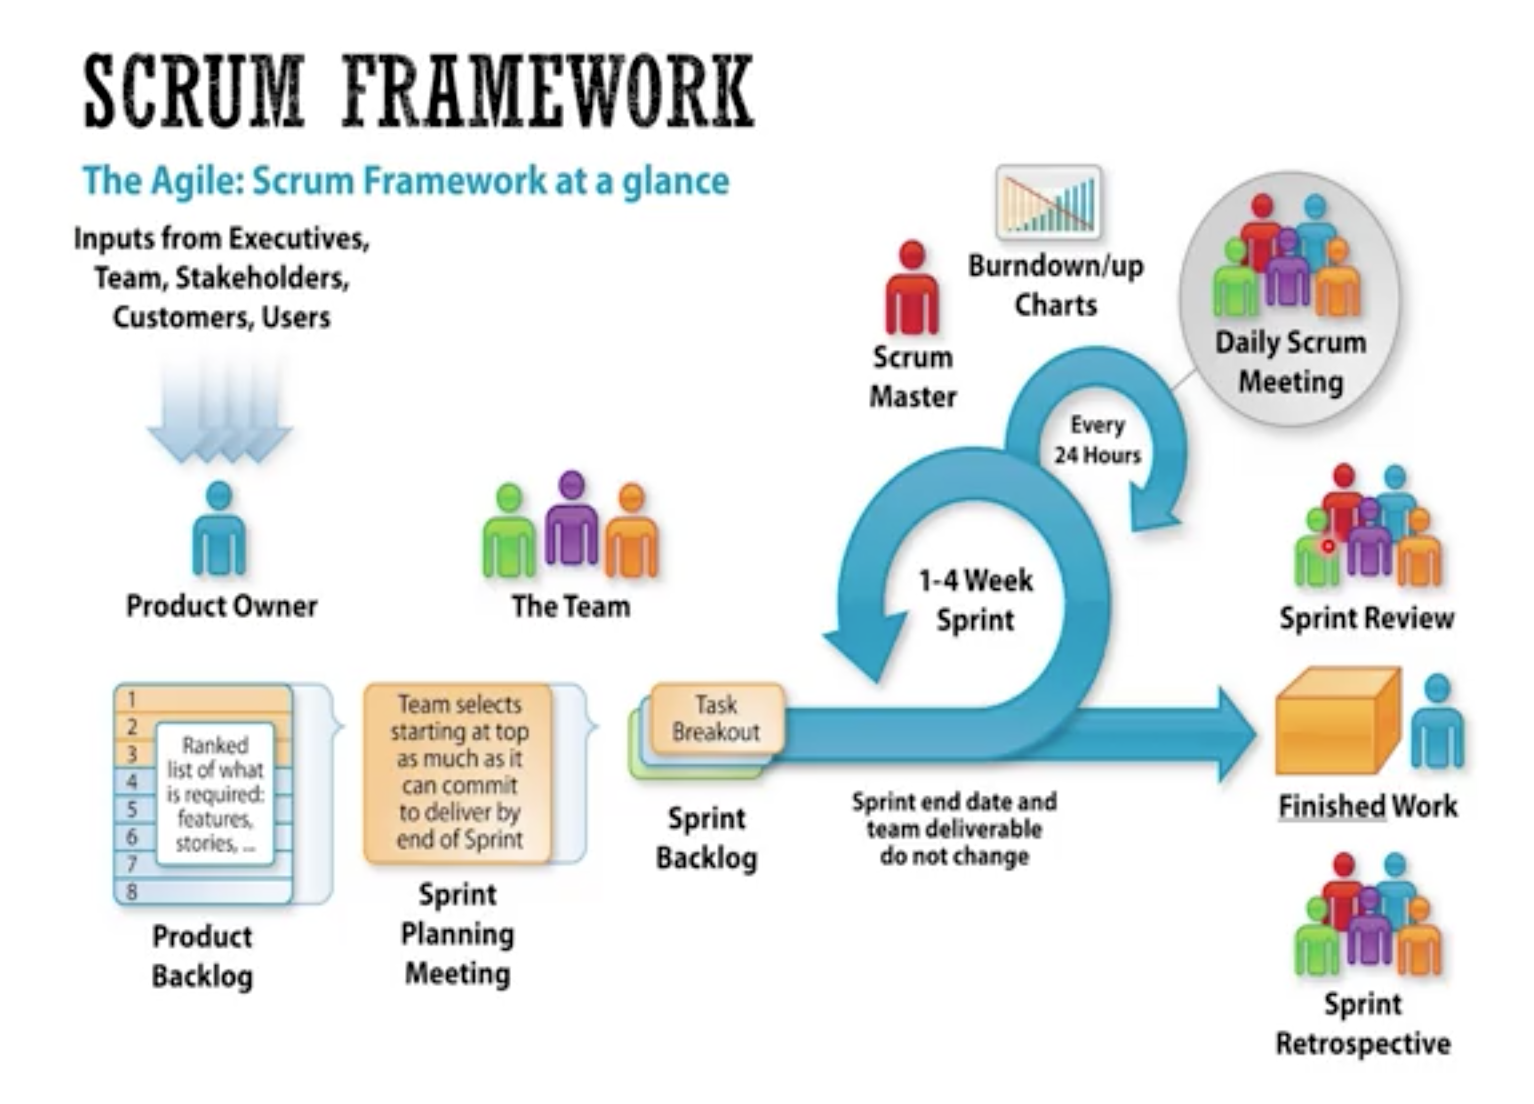 SCRUM FRAMEWORK
The Agile: Scrum Framework at a glance
Inputs from Executives,
Team, Stakeholders,
Customers, Users
Product Owner
The Team
Scrum
Master
Burndown/up
Charts
Daily Scrum
Meeting
Every
24 Hours
1-4 Week
Sprint
Sprint Review
1
2
3
4
5
6
7
8
Ranked
list of what
is required:
features,
stories, ...
Product
Backlog
Team selects
starting at top
as much as it
can commit
to deliver by
end of Sprint
Sprint
Planning
Meeting
Task
Breakout
Sprint
Backlog
Sprint end date and
team deliverable
do not change
Finished Work
Sprint
Retrospective